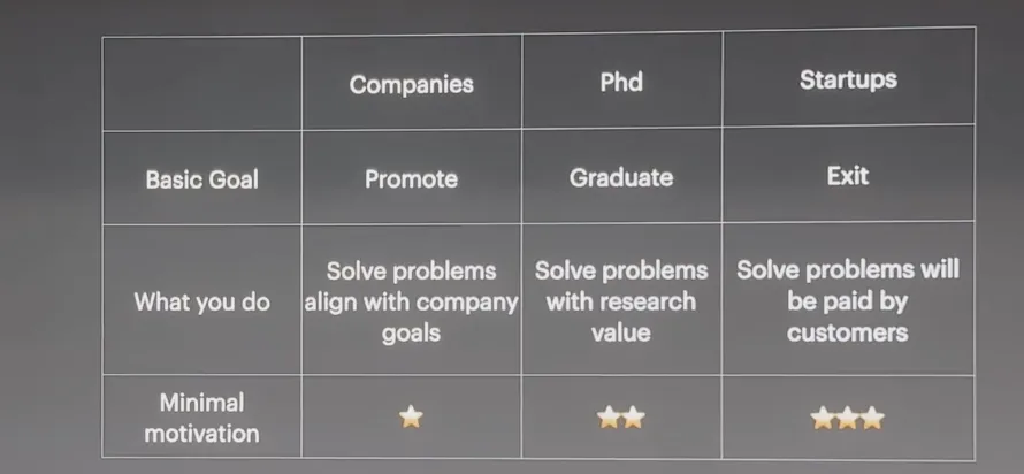 Companies
Phd
Startups
Basic Goal
Promote
Graduate
Exit
What you do
Solve problems
align with company
goals
Solve problems
with research
value
Solve problems will
be paid by
customers
Minimal
motivation
⭐
⭐⭐
⭐⭐⭐